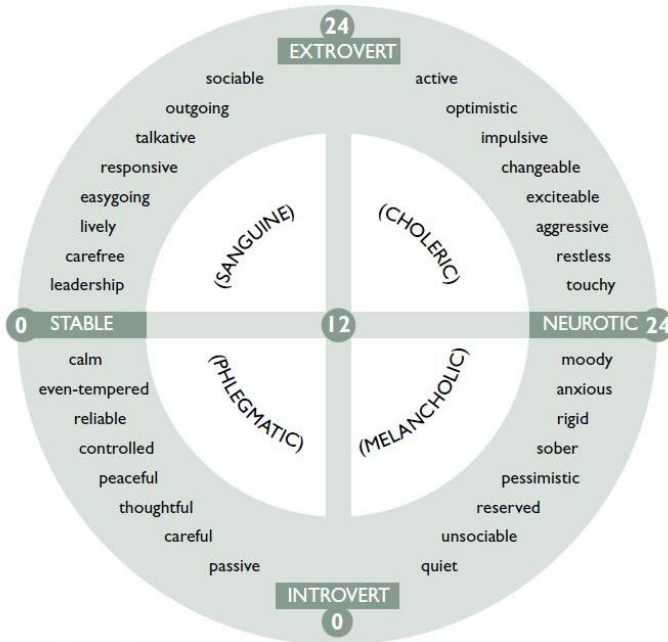 24
EXTROVERT
sociable
active
outgoing
optimistic
talkative
impulsive
responsive
changeable
easygoing
exciteable
lively
aggressive
carefree
restless
leadership
touchy
(SANGUINE)
(CHOLERIC)
0 STABLE
12
NEUROTIC 24
(PHLEGMATIC)
(MELANCHOLIC)
calm
moody
even-tempered
anxious
reliable
rigid
controlled
sober
peaceful
pessimistic
thoughtful
reserved
careful
unsociable
passive
quiet
INTROVERT
0